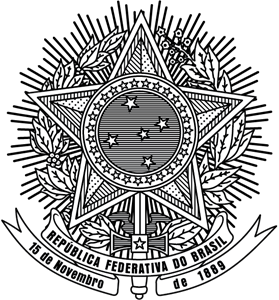 REPÚBLICA FEDERATIVA DO BRASIL
15 de Novembro de 1889